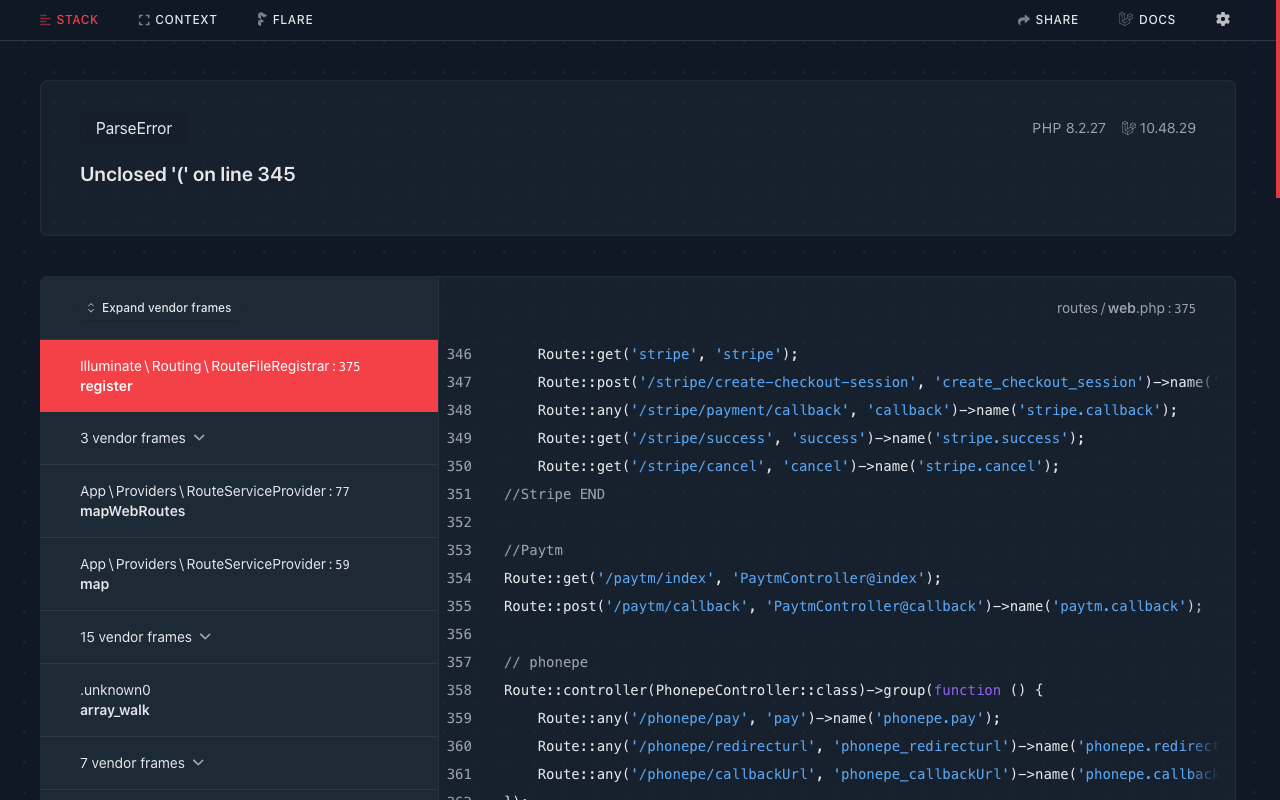 STACK
CONTEXT
FLARE
SHARE
DOCS
ParseError
PHP 8.2.27
10.48.29
Unclosed '(' on line 345
Expand vendor frames
Illuminate\Routing\RouteFileRegistrar:375
register
3 vendor frames
App\Providers\RouteServiceProvider:77
mapWebRoutes
App\Providers\RouteServiceProvider:59
map
15 vendor frames
.unknown0
array_walk
7 vendor frames
routes/web.php:375
346 Route::get('stripe', 'stripe');
347 Route::post('/stripe/create-checkout-session', 'create_checkout_session')->name('
348 Route::any('/stripe/payment/callback', 'callback')->name('stripe.callback');
349 Route::get('/stripe/success', 'success')->name('stripe.success');
350 Route::get('/stripe/cancel', 'cancel')->name('stripe.cancel');
351 //Stripe END
352
353 //Paytm
354 Route::get('/paytm/index', 'PaytmController@index');
355 Route::post('/paytm/callback', 'PaytmController@callback')->name('paytm.callback');
356
357 // phonepe
358 Route::controller(PhonepeController::class)->group(function () {
359 Route::any('/phonepe/pay', 'pay')->name('phonepe.pay');
360 Route::any('/phonepe/redirecturl', 'phonepe_redirecturl')->name('phonepe.redirect
361 Route::any('/phonepe/callbackUrl', 'phonepe_callbackUrl')->name('phonepe.callback
362 });